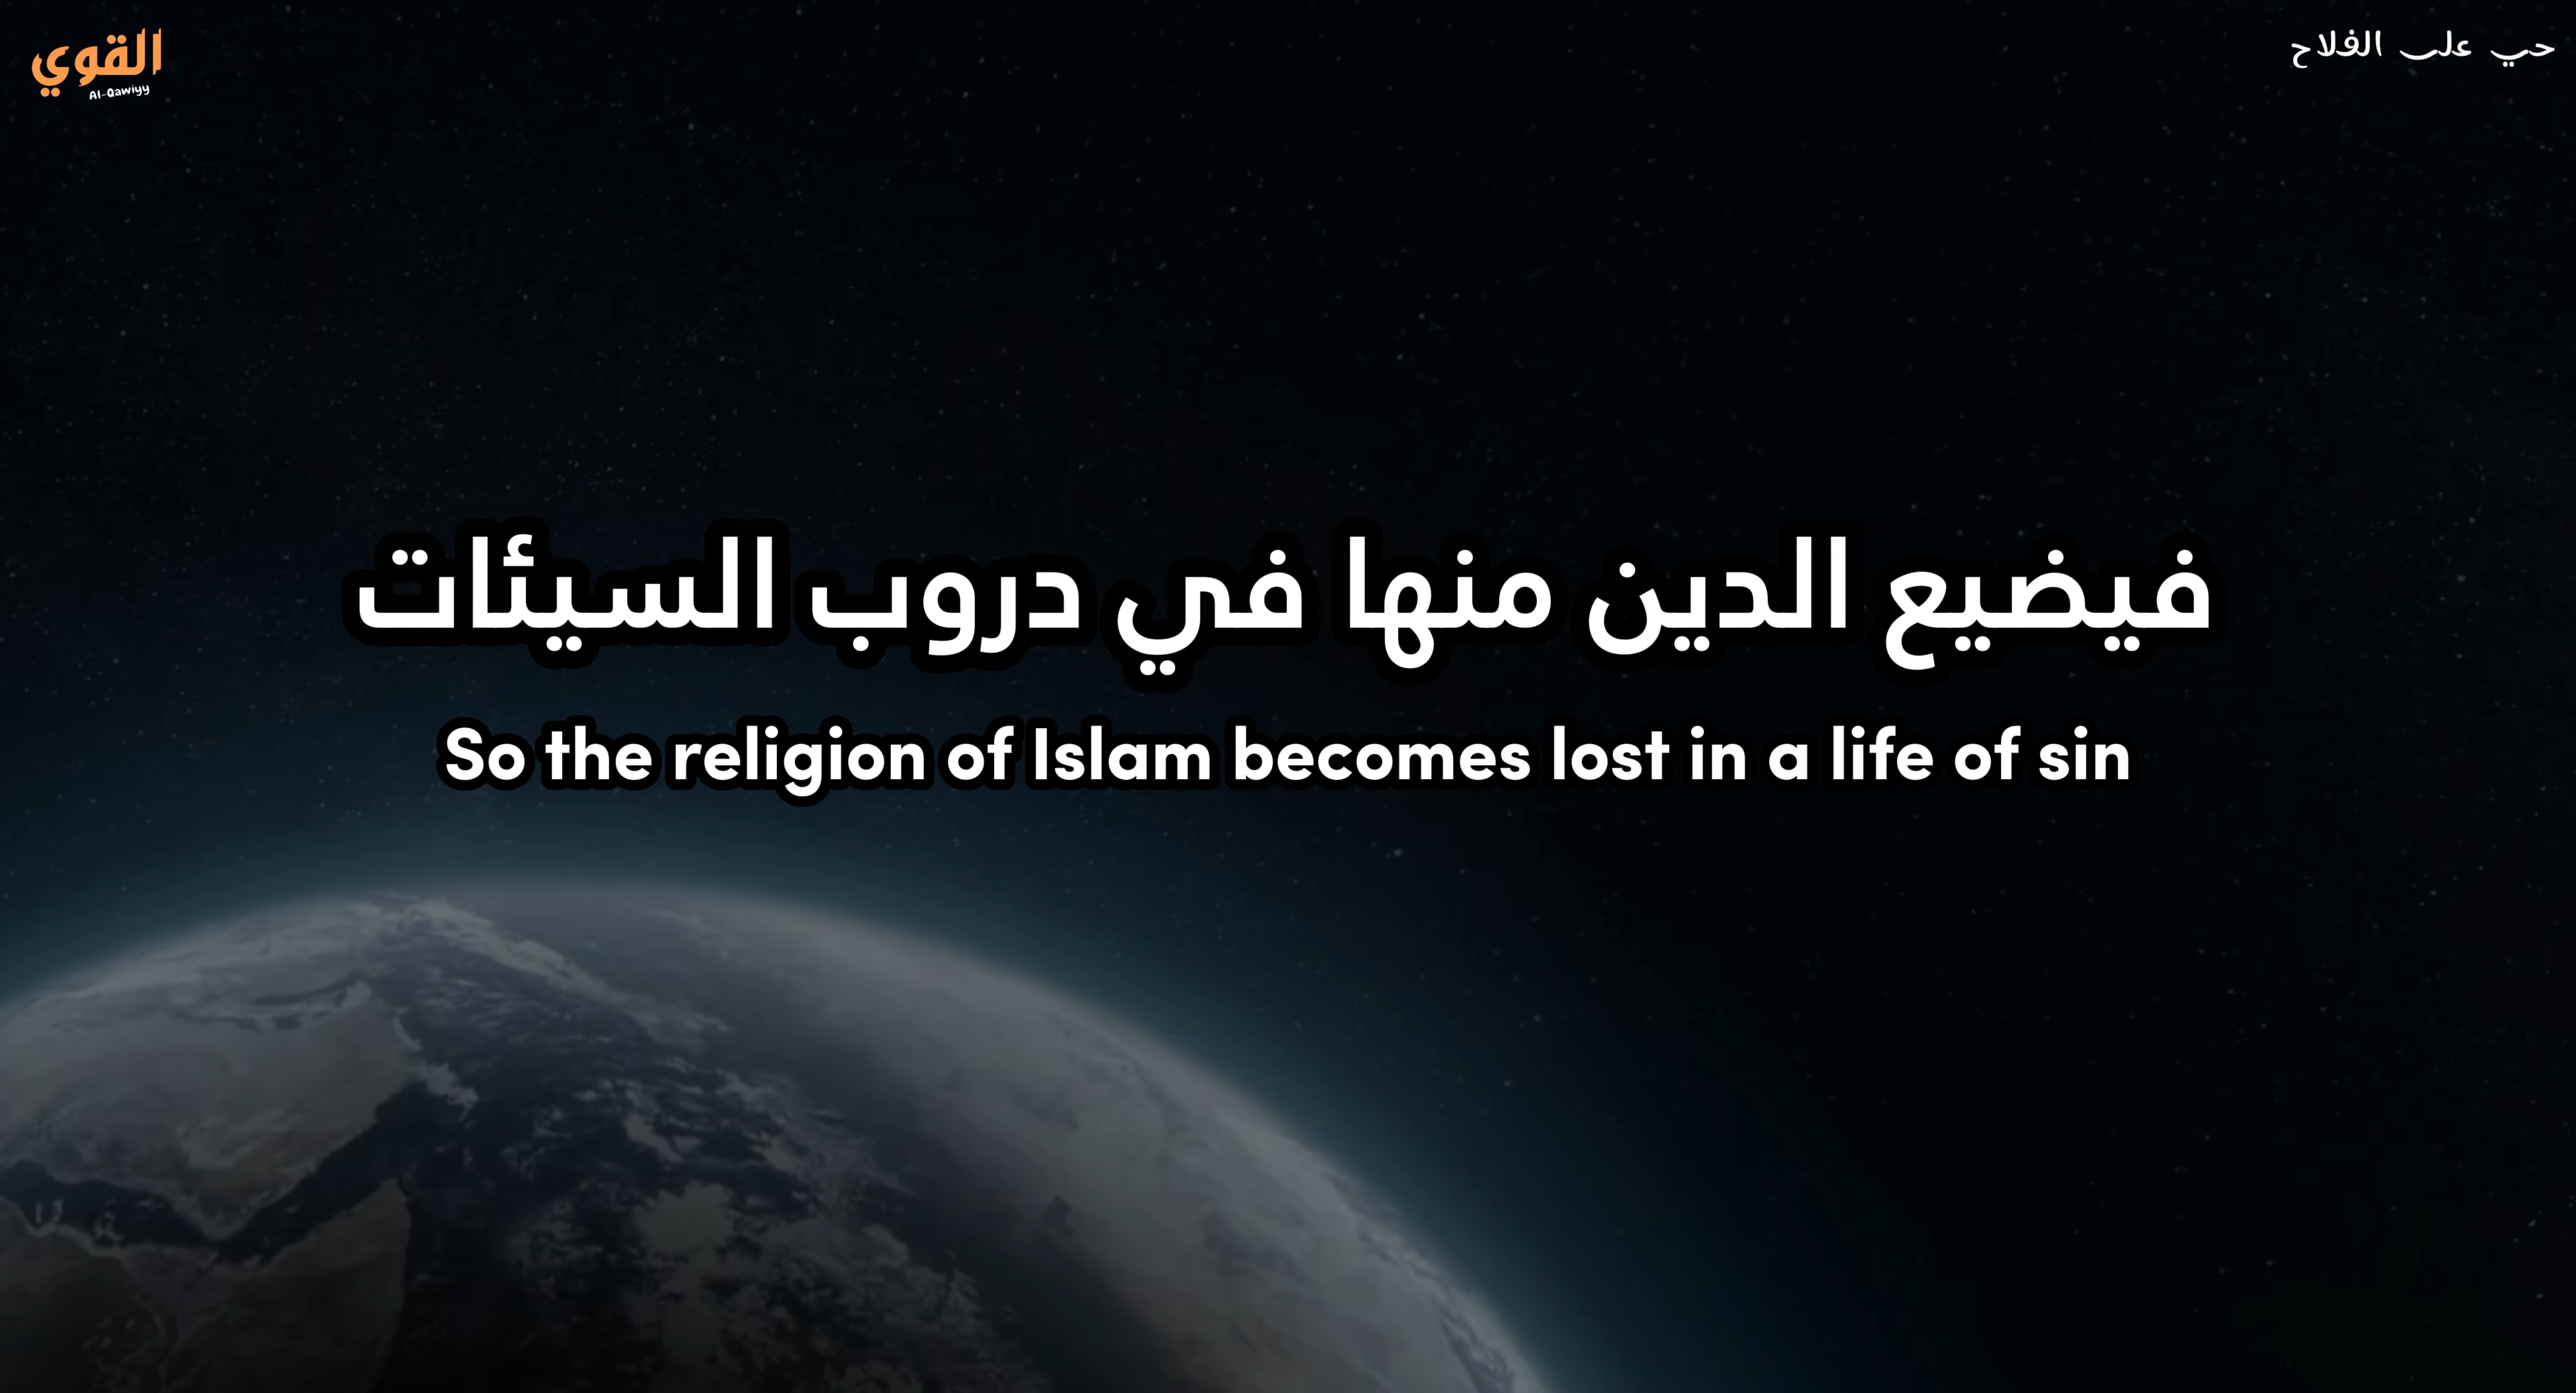 القوي
Al-Qawiyy
حي على الفلاح
فيضيع الدين منها في دروب السيئات
So the religion of Islam becomes lost in a life of sin